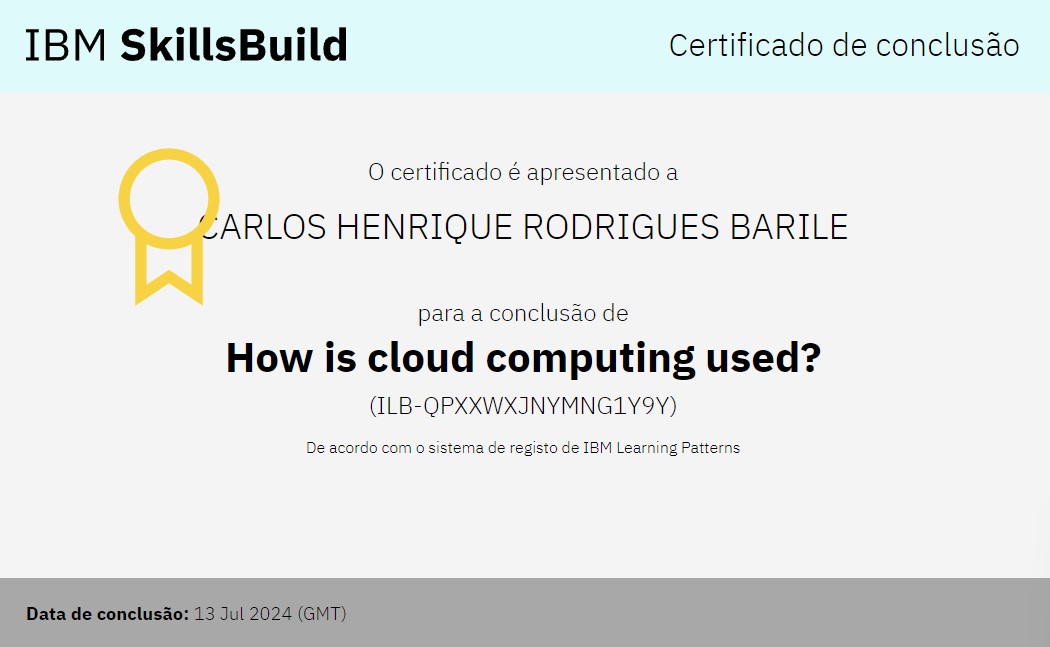 IBM SkillsBuild
Certificado de conclusão
O certificado é apresentado a
CARLOS HENRIQUE RODRIGUES BARILE
para a conclusão de
How is cloud computing used?
(ILB-QPXXWXJNYMNG1Y9Y)
De acordo com o sistema de registo de IBM Learning Patterns
Data de conclusão: 13 Jul 2024 (GMT)